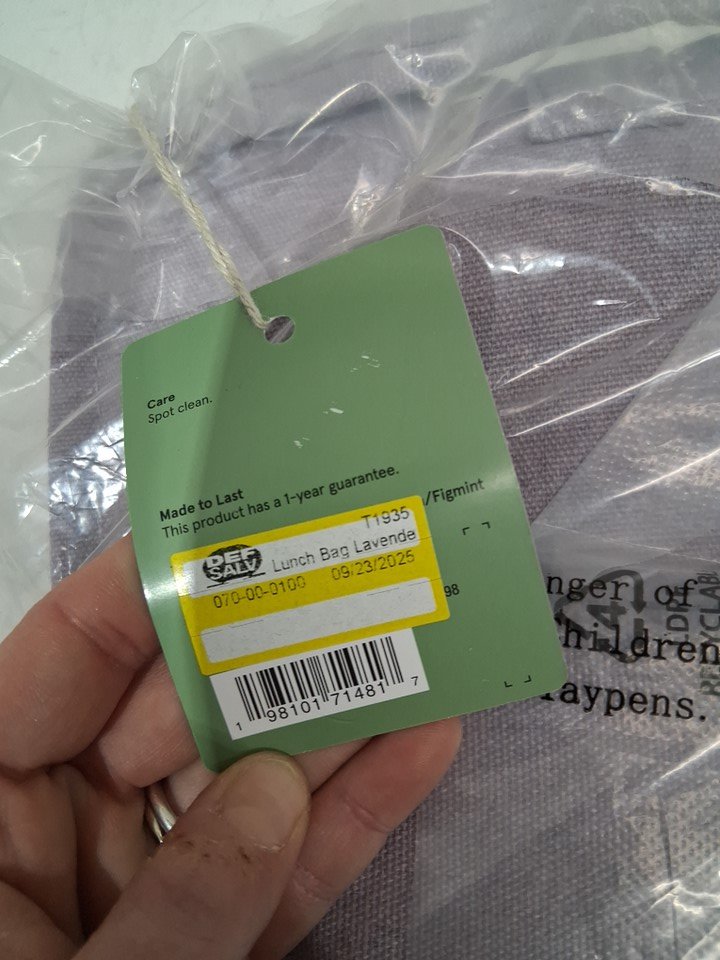 Care
Spot clean.
Made to Last
This product has a 1-year guarantee.
/Figmint
T1935
DEF SALV
Lunch Bag Lavende
070-00-0100 09/23/2025
98
1 98101 71481 7
nger of
hildren
aypens.